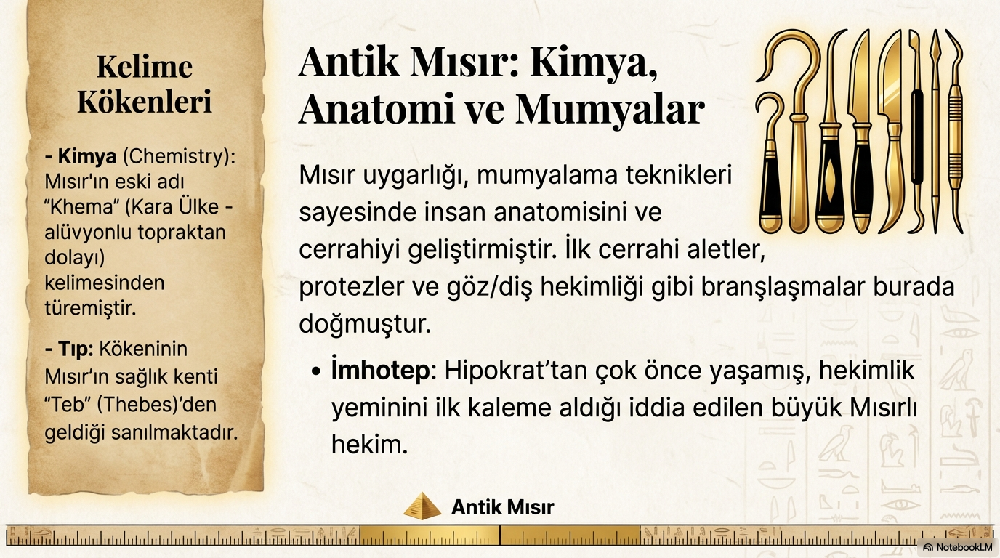 Kelime
Kökenleri
- Kimya (Chemistry):
Mısır'ın eski adı
"Khema" (Kara Ülke -
alüvyonlu topraktan
dolayı)
kelimesinden
türemiştir.
- Tıp: Kökeninin
Mısır'ın sağlık kenti
"Teb" (Thebes)'den
geldiği sanılmaktadır.
Antik Mısır: Kimya,
Anatomi ve Mumyalar
Mısır uygarlığı, mumyalama teknikleri
sayesinde insan anatomisini ve
cerrahiyi geliştirmiştir. İlk cerrahi aletler,
protezler ve göz/diş hekimliği gibi branşlaşmalar burada
doğmuştur.
• İmhotep: Hipokrat'tan çok önce yaşamış, hekimlik
yeminini ilk kaleme aldığı iddia edilen büyük Mısırlı
hekim.
Antik Mısır
NotebookLM